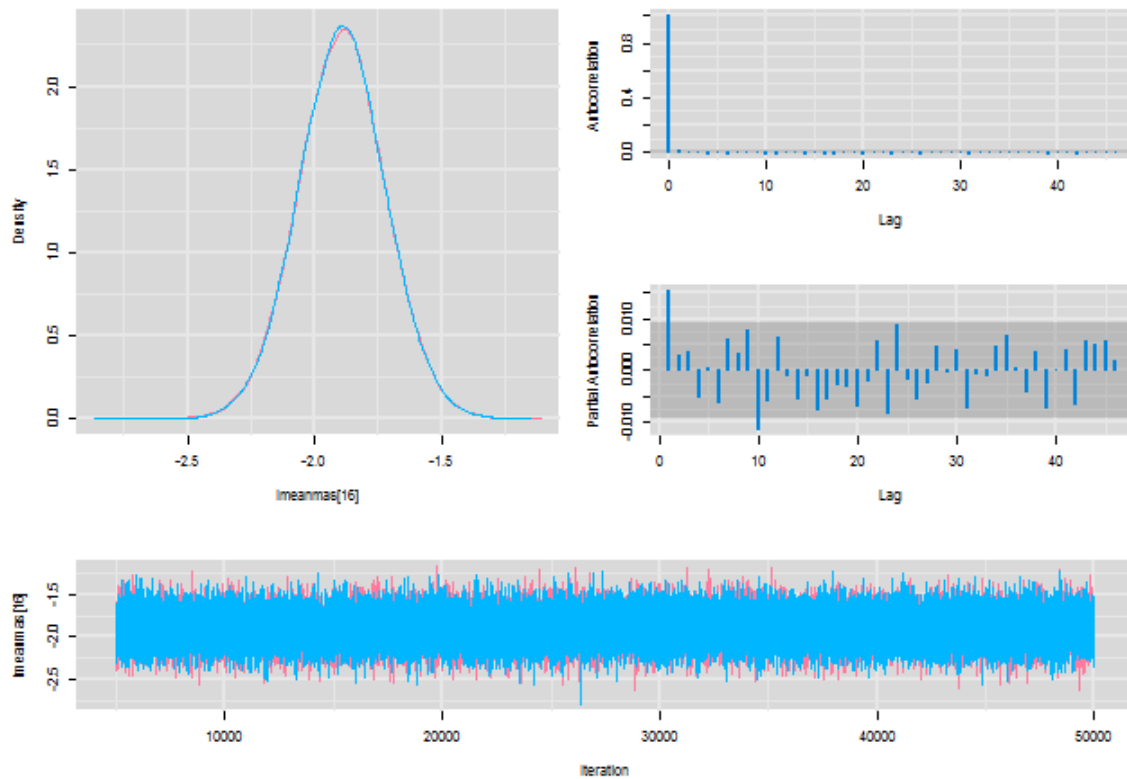 Density
0.0 0.5 1.0 1.5 2.0
-2.5 -2.0 -1.5
lmeanmas[16]
Autocorrelation
0.0 0.4 0.8
0 10 20 30 40
Lag
Partial Autocorrelation
-0.010 0.000 0.010
0 10 20 30 40
Lag
lmeanmas[16]
-2.5 -2.0 -1.5
10000 20000 30000 40000 50000
Iteration